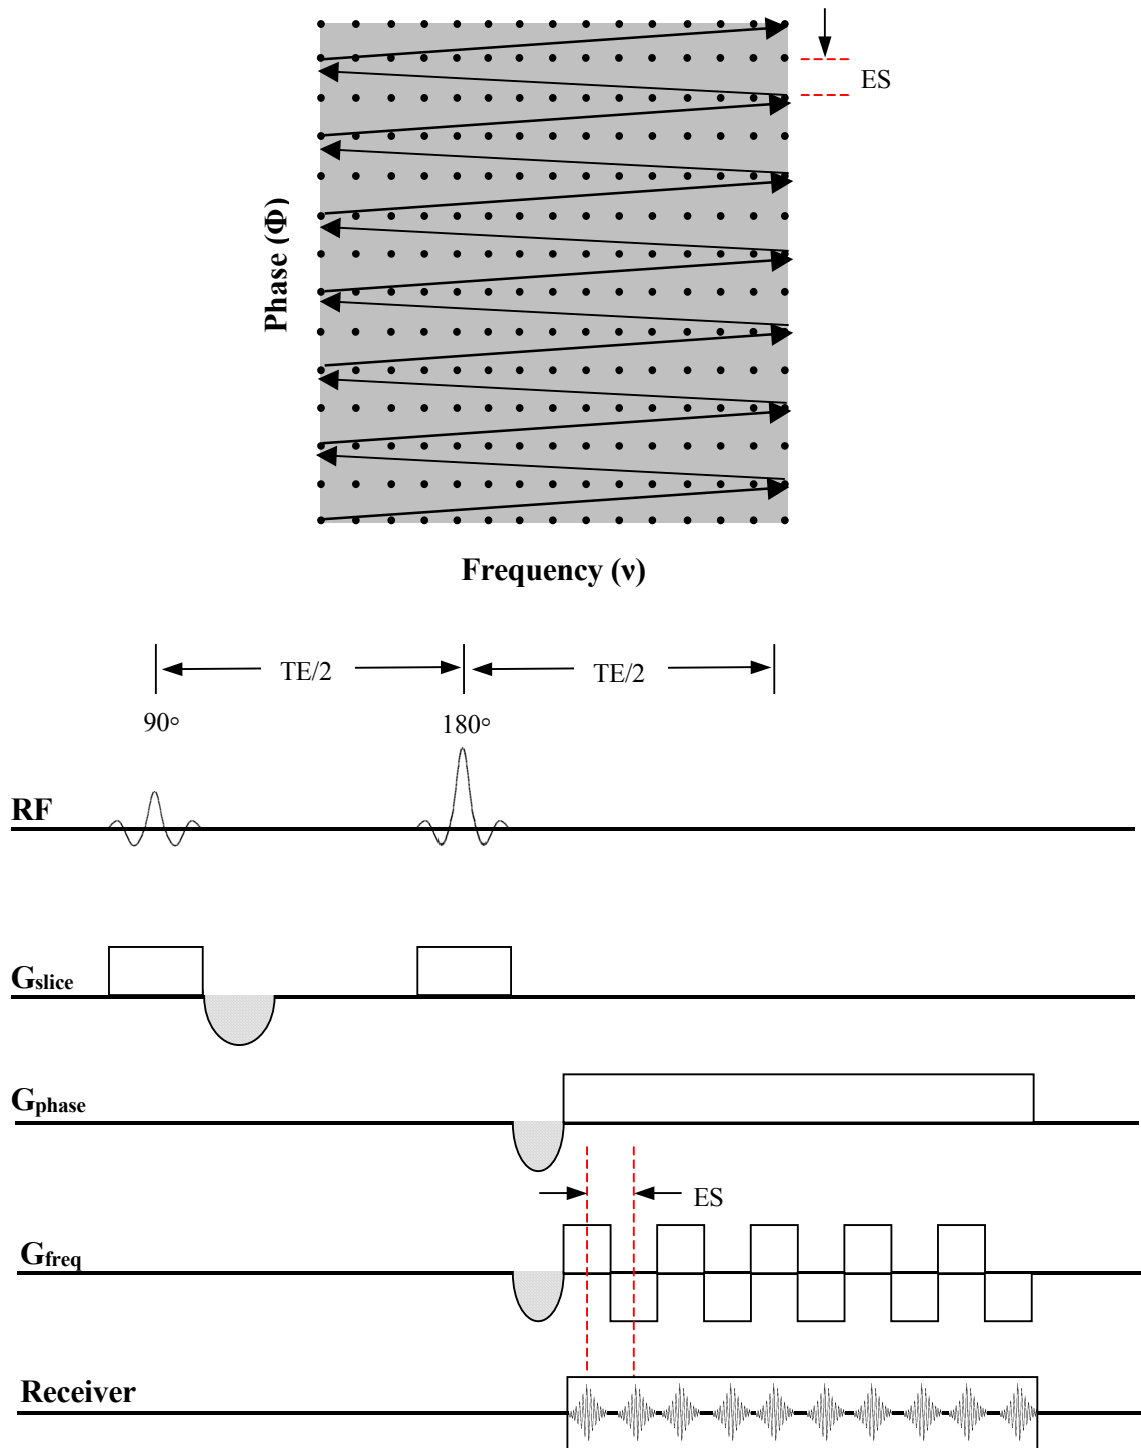 ES
Phase (Φ)
Frequency (ν)
TE/2
TE/2
90°
180°
RF
Gslice
Gphase
ES
Gfreq
Receiver